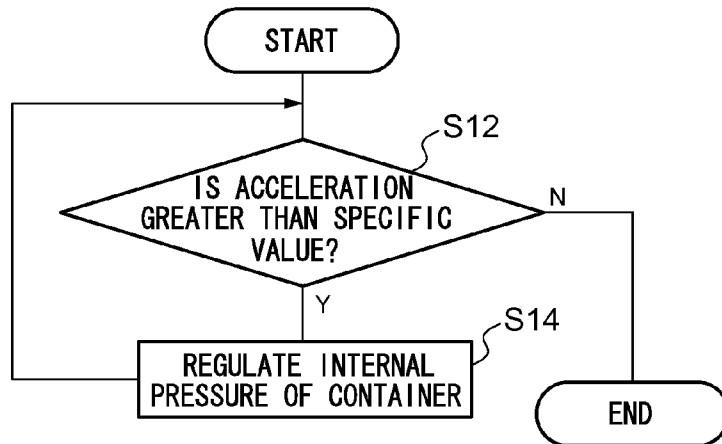 START
S12
IS ACCELERATION
GREATER THAN SPECIFIC
VALUE?
N
Y
S14
REGULATE INTERNAL
PRESSURE OF CONTAINER
END